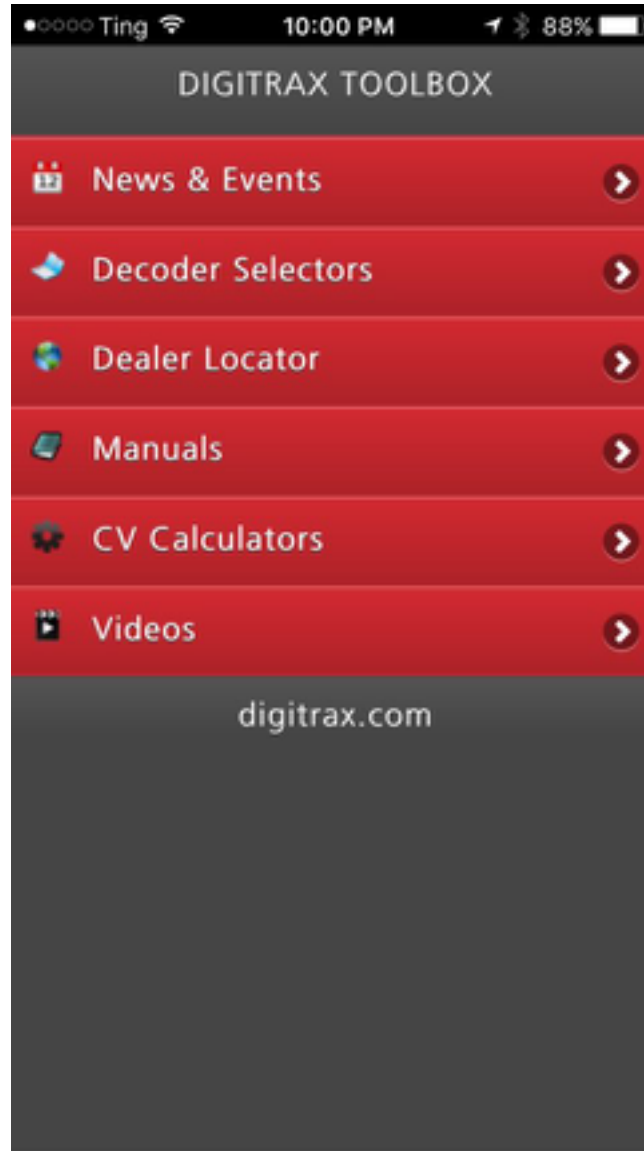 Ting 10:00 PM 88%
DIGITRAX TOOLBOX
12
News & Events
Decoder Selectors
Dealer Locator
Manuals
CV Calculators
Videos
digitrax.com